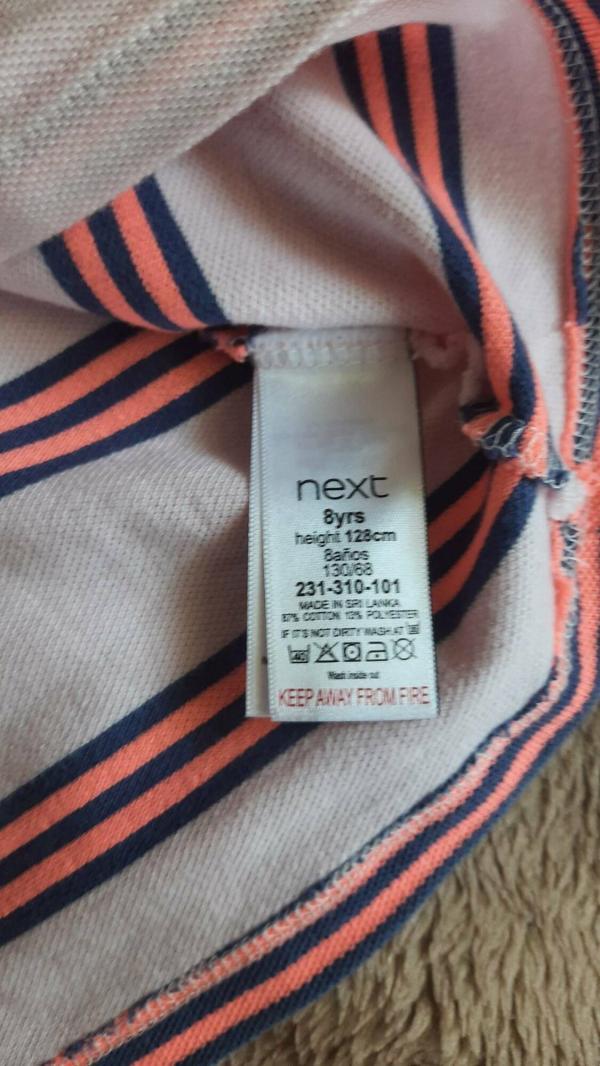 next
8yrs
height 128cm
8años
130/68
231-310-101
MADE IN SRI LANKA
87% COTTON 13% POLYESTER
IF IT'S NOT DIRTY WASH AT
40
Wash inside out
KEEP AWAY FROM FIRE